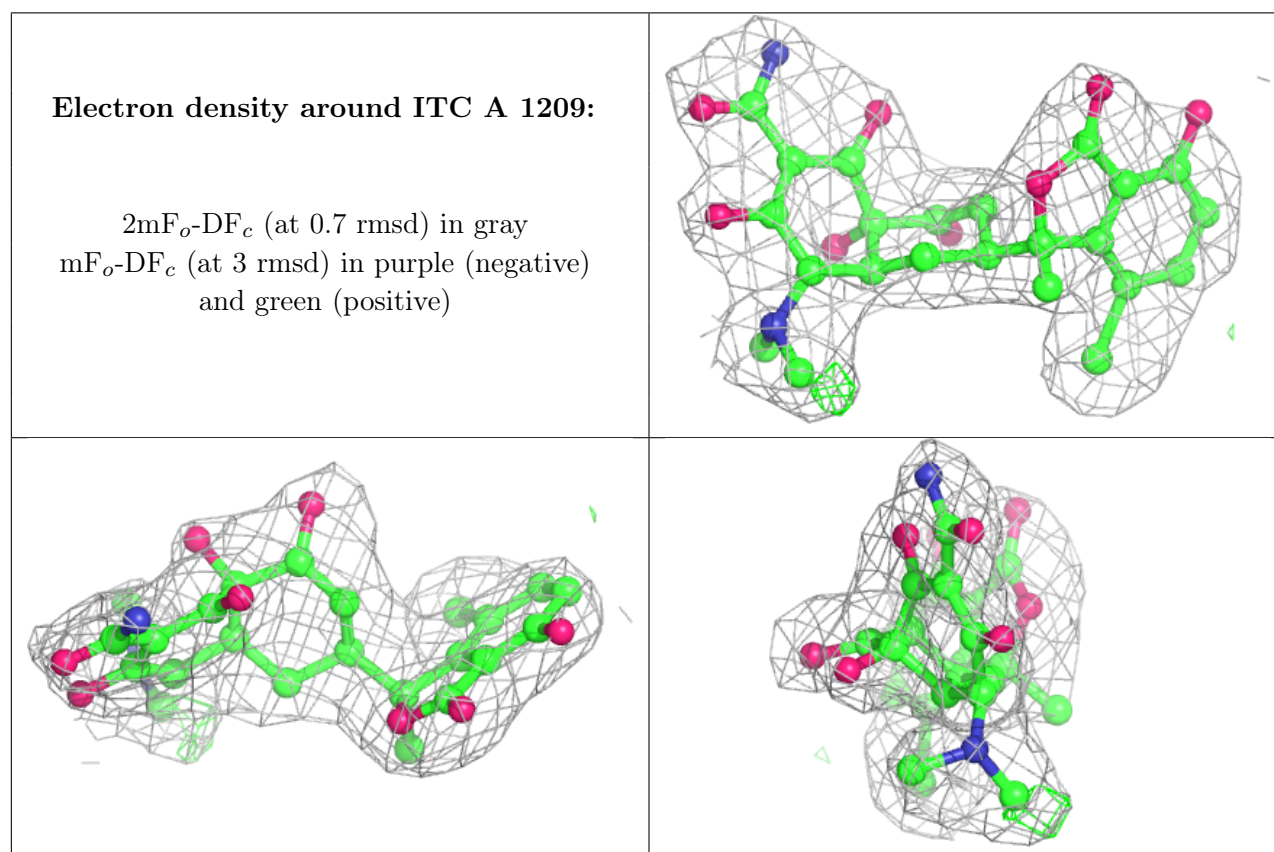 Electron density around ITC A 1209:
2mFₒ-DF𝒸 (at 0.7 rmsd) in gray
mFₒ-DF𝒸 (at 3 rmsd) in purple (negative)
and green (positive)